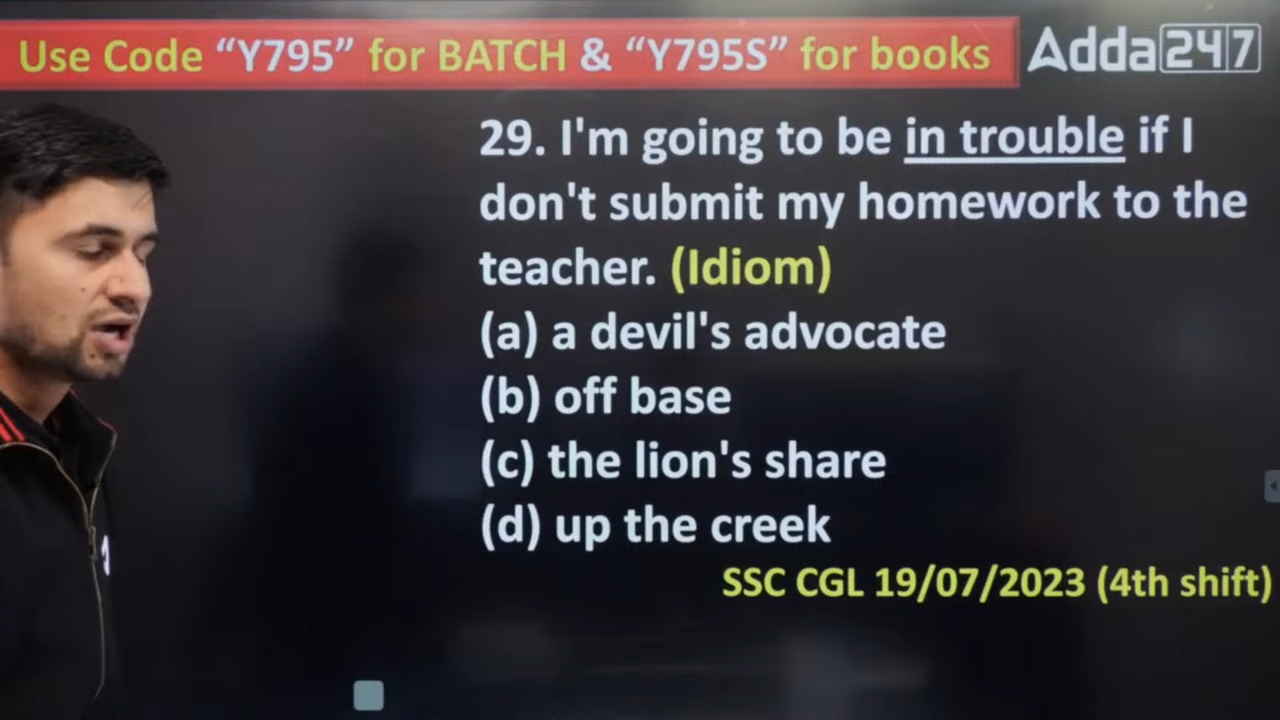 Use Code “Y795” for BATCH & “Y795S” for books
Adda247
29. I'm going to be in trouble if I
don't submit my homework to the
teacher. (Idiom)
(a) a devil's advocate
(b) off base
(c) the lion's share
(d) up the creek
SSC CGL 19/07/2023 (4th shift)